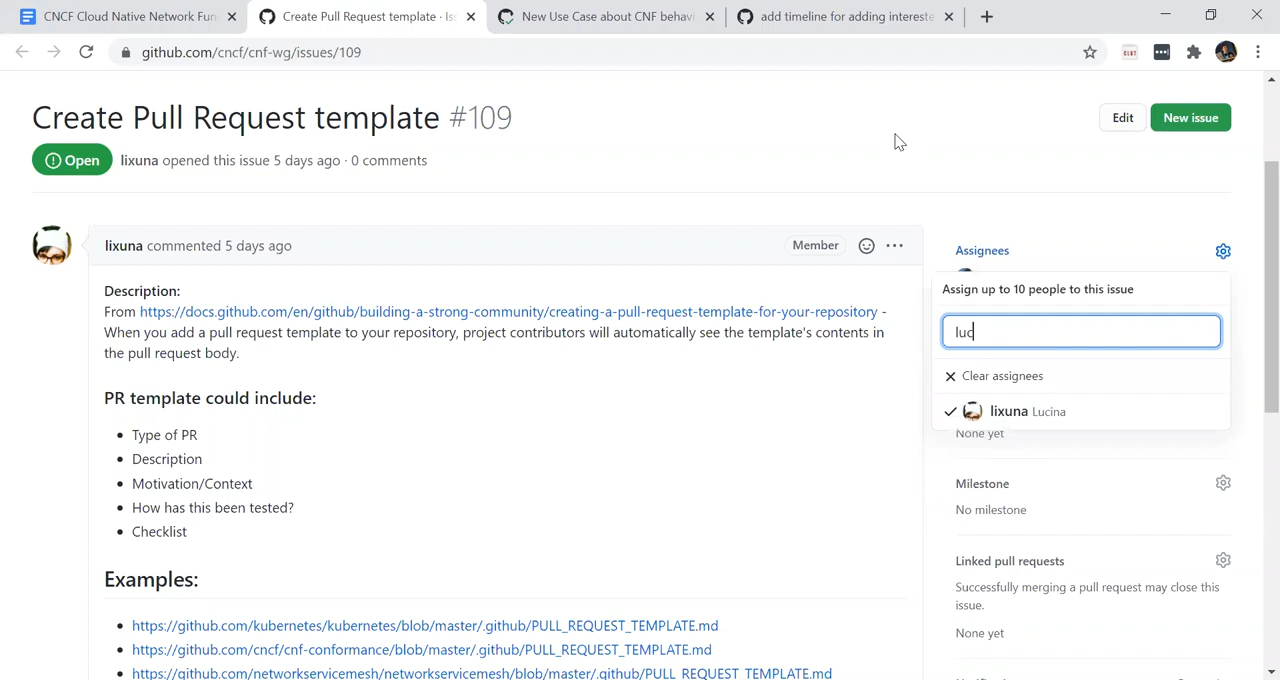 CNCF Cloud Native Network Fun
Create Pull Request template · Iss
New Use Case about CNF behavi
add timeline for adding intereste
github.com/cncf/cnf-wg/issues/109
Create Pull Request template #109
Edit
New issue
Open
lixuna opened this issue 5 days ago · 0 comments
lixuna commented 5 days ago
Member
Description:
From https://docs.github.com/en/github/building-a-strong-community/creating-a-pull-request-template-for-your-repository -
When you add a pull request template to your repository, project contributors will automatically see the template's contents in
the pull request body.
PR template could include:
• Type of PR
• Description
• Motivation/Context
• How has this been tested?
• Checklist
Examples:
• https://github.com/kubernetes/kubernetes/blob/master/.github/PULL_REQUEST_TEMPLATE.md
• https://github.com/cncf/cnf-conformance/blob/master/.github/PULL_REQUEST_TEMPLATE.md
• https://github.com/networkservicemesh/networkservicemesh/blob/master/.github/PULL_REQUEST_TEMPLATE.md
Assignees
Assign up to 10 people to this issue
luc
Clear assignees
lixuna Lucina
None yet
Milestone
No milestone
Linked pull requests
Successfully merging a pull request may close this
issue.
None yet